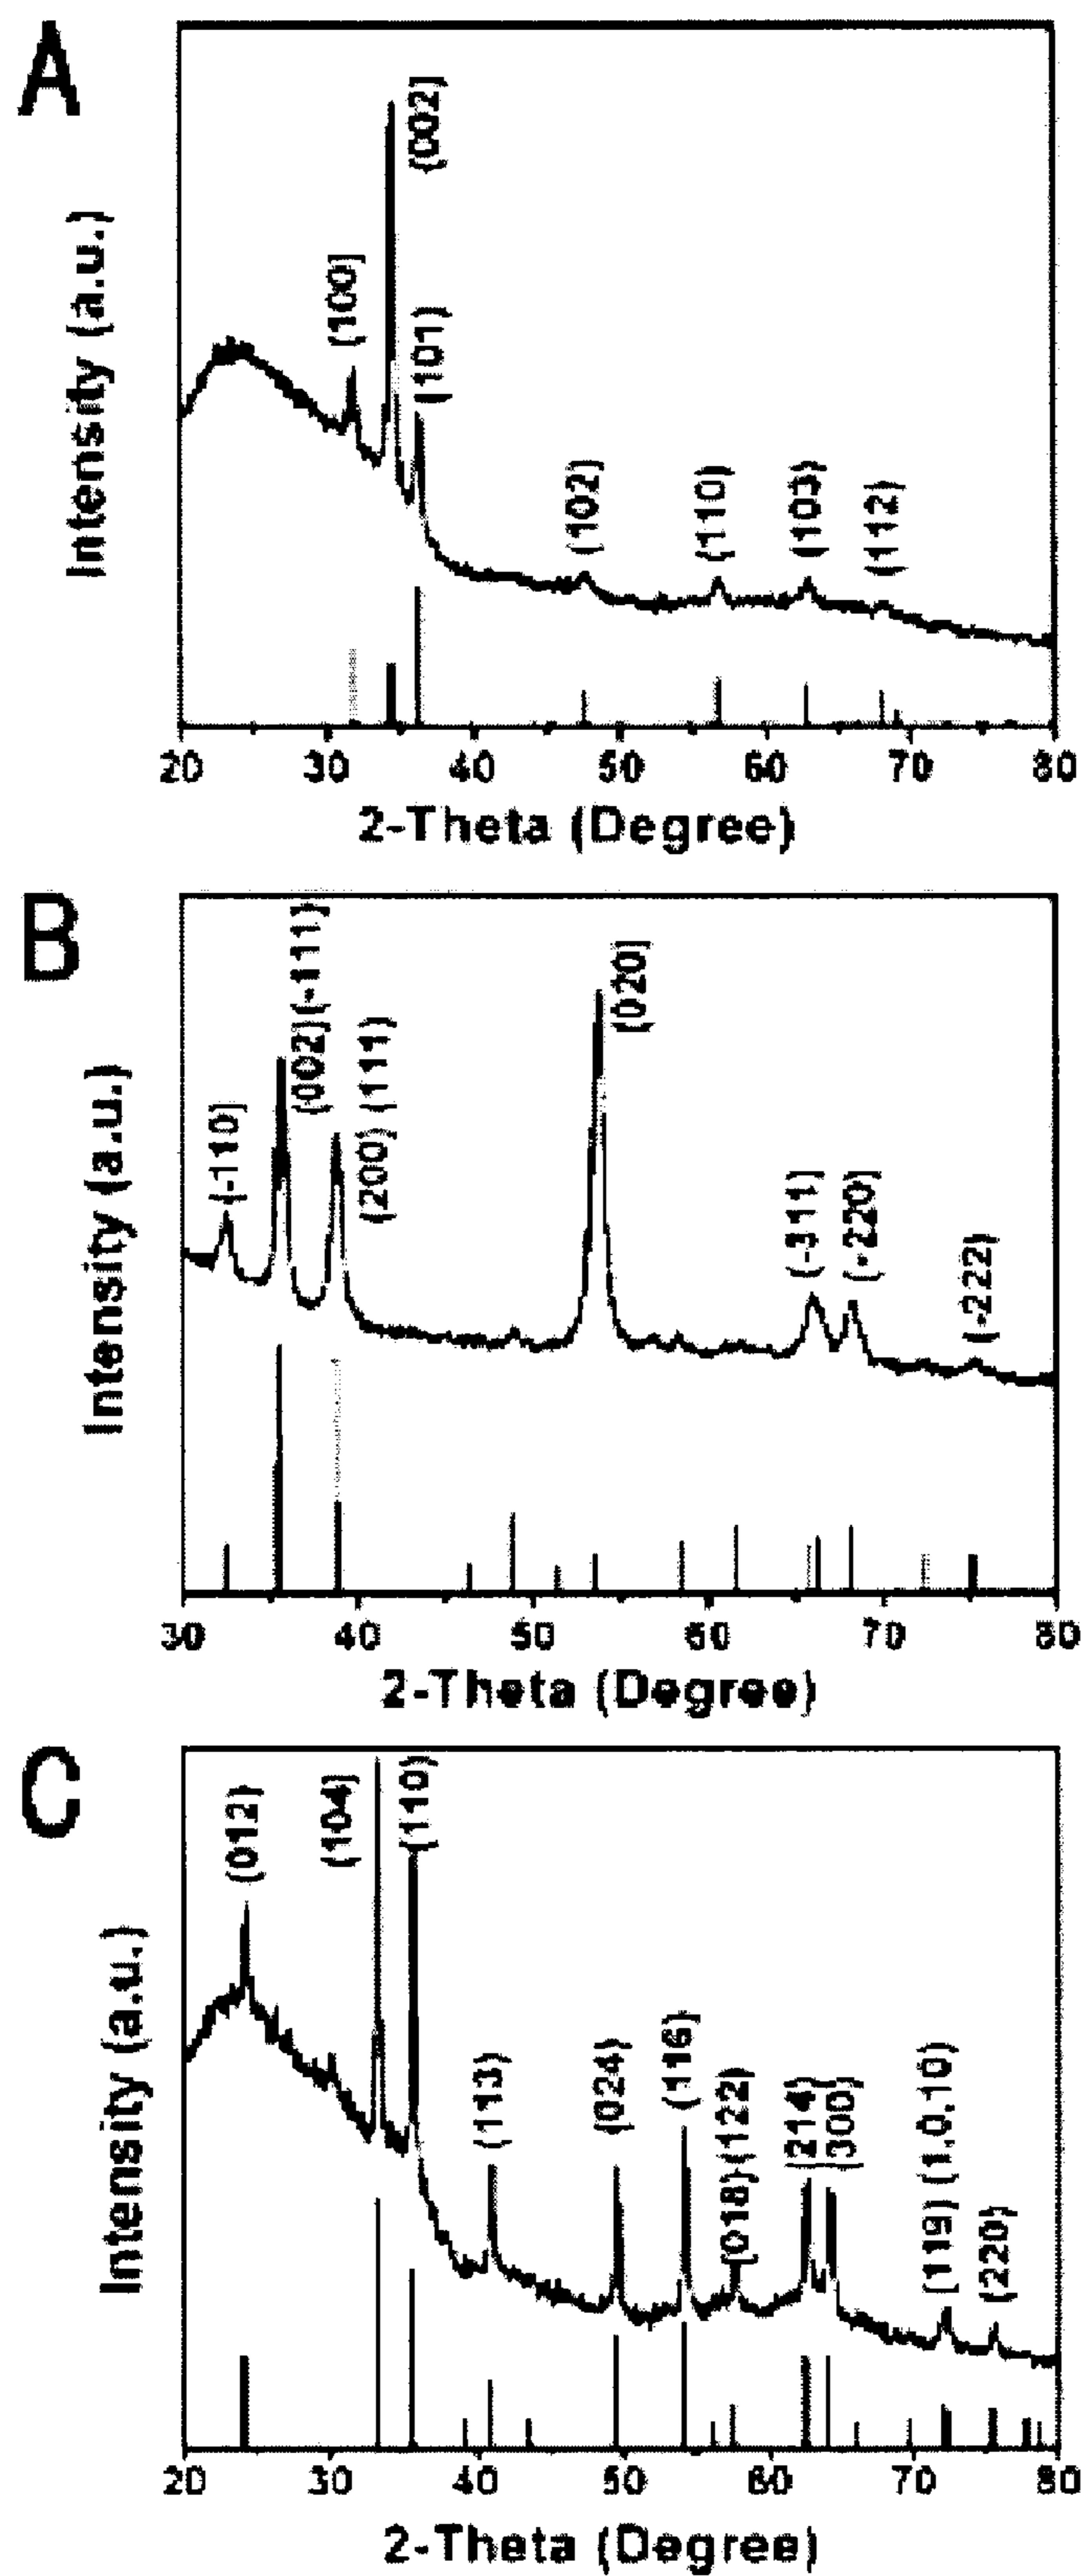 A
Intensity (a.u.)
(100)
(002)
(101)
(102)
(110)
(103)
(112)
20 30 40 50 60 70 80
2-Theta (Degree)
B
Intensity (a.u.)
(-110)
(002) (-111)
(200) (111)
(020)
(-311)
(-220)
(-222)
30 40 50 60 70 80
2-Theta (Degree)
C
Intensity (a.u.)
(012)
(104)
(110)
(113)
(024)
(116)
(018) (122)
(214)
(300)
(119) (1,0,10)
(220)
20 30 40 50 60 70 80
2-Theta (Degree)